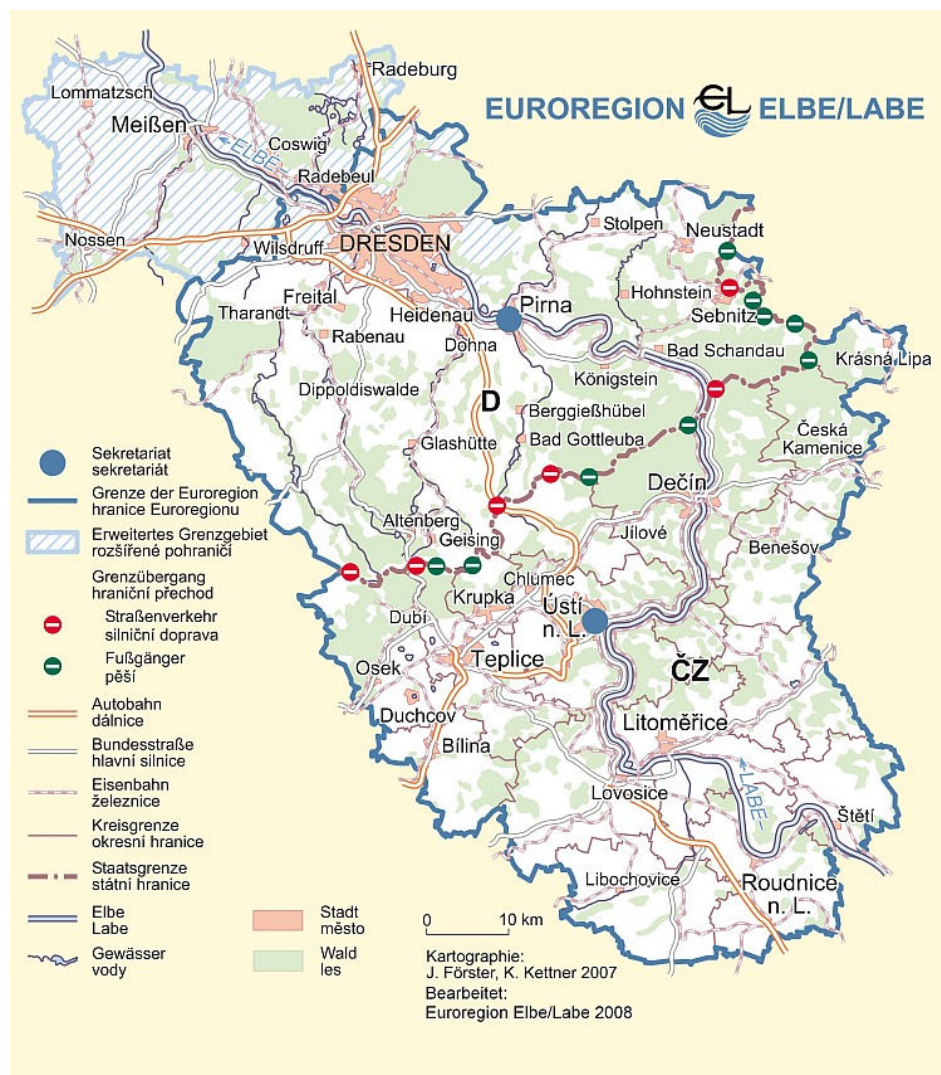 EUROREGION EL ELBE/LABE
Radeburg
Lommatzsch
Meißen
Coswig
ELBE
Radebeul
Stolpen
Neustadt
Nossen
Wilsdruff
DRESDEN
Hohnstein
Freital
Pirna
Tharandt
Heidenau
Sebnitz
Rabenau
Dohna
Bad Schandau
Krásná Lipa
Königstein
Dippoldiswalde
D
Berggießhübel
Glashütte
Bad Gottleuba
Česká
Kamenice
Děčín
Altenberg
Jílové
Geising
Benešov
Chlumec
Krupka
Ústí
n. L.
Dubí
Osek
Teplice
ČZ
Duchcov
Litoměřice
Bílina
LABE
Lovosice
Štětí
Libochovice
Roudnice
n. L.
Sekretariat
sekretariát
Grenze der Euroregion
hranice Euroregionu
Erweitertes Grenzgebiet
rozšířené pohraničí
Grenzübergang
hraniční přechod
Straßenverkehr
silniční doprava
Fußgänger
pěší
Autobahn
dálnice
Bundesstraße
hlavní silnice
Eisenbahn
železnice
Kreisgrenze
okresní hranice
Staatsgrenze
státní hranice
Elbe
Labe
Gewässer
vody
Stadt
město
Wald
les
0 10 km
Kartographie:
J. Förster, K. Kettner 2007
Bearbeitet:
Euroregion Elbe/Labe 2008